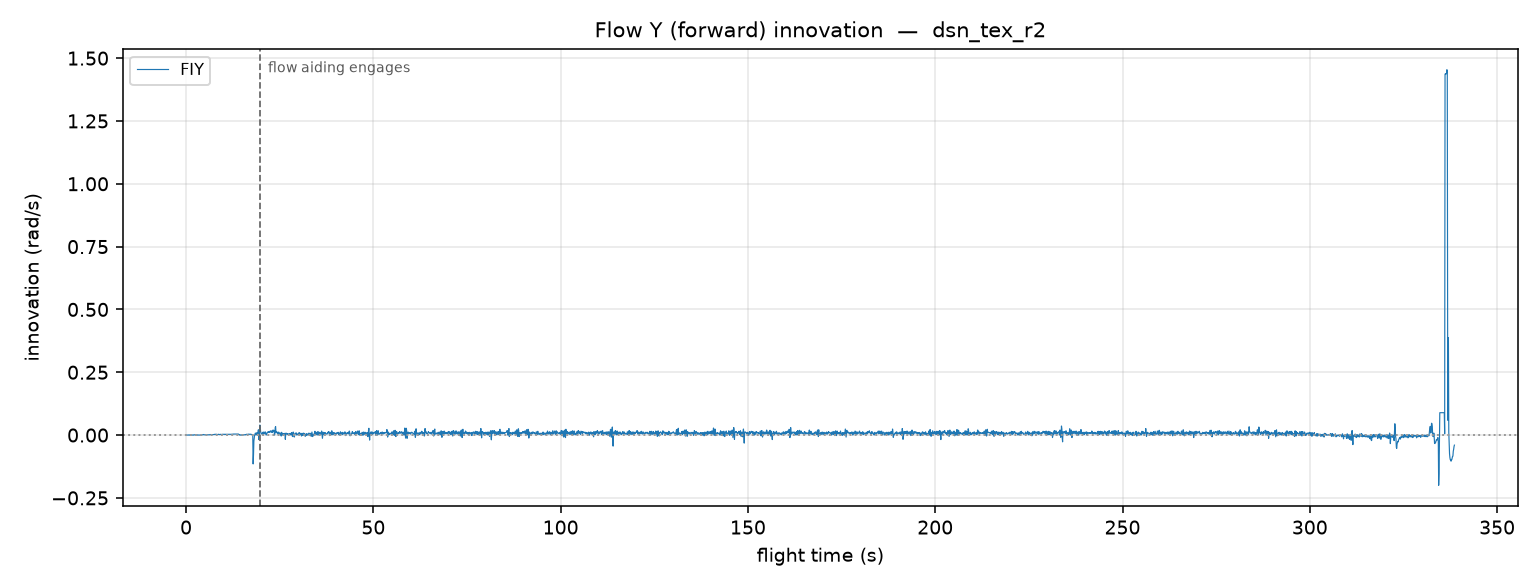 Flow Y (forward) innovation — dsn_tex_r2
FIY
flow aiding engages
innovation (rad/s)
1.50
1.25
1.00
0.75
0.50
0.25
0.00
−0.25
0 50 100 150 200 250 300 350
flight time (s)